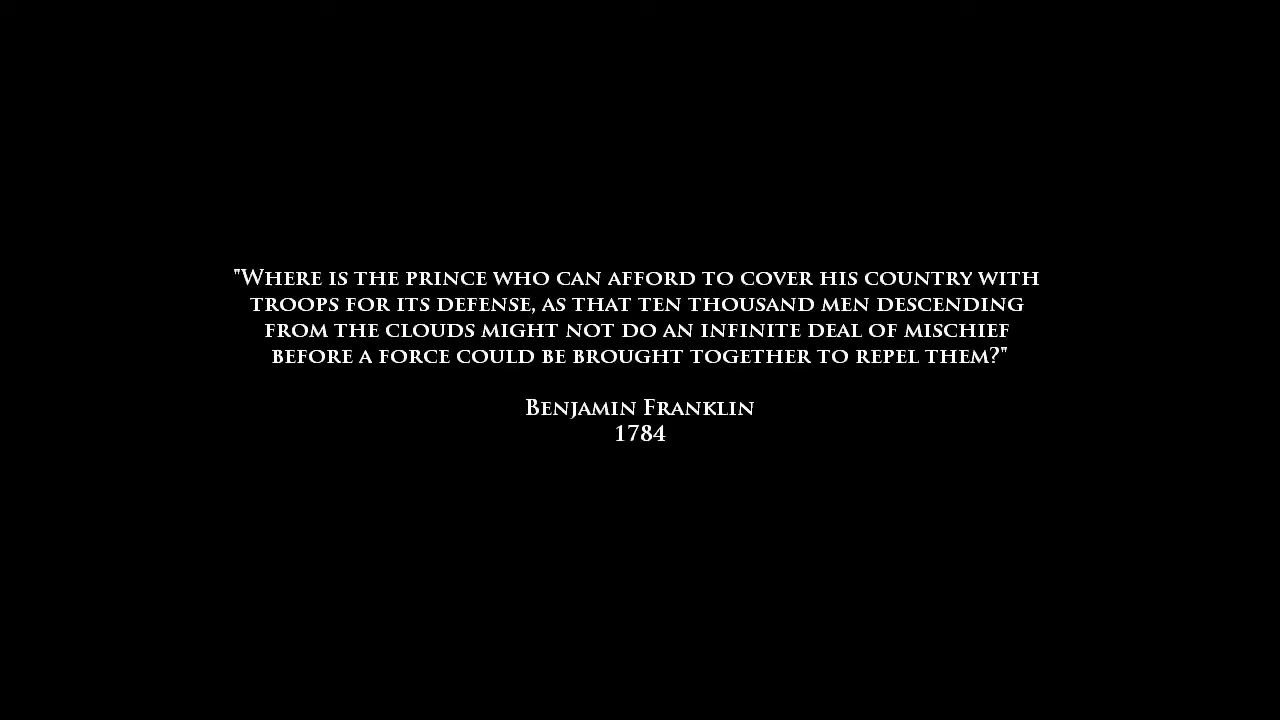 "Where is the prince who can afford to cover his country with
troops for its defense, as that ten thousand men descending
from the clouds might not do an infinite deal of mischief
before a force could be brought together to repel them?"
Benjamin Franklin
1784